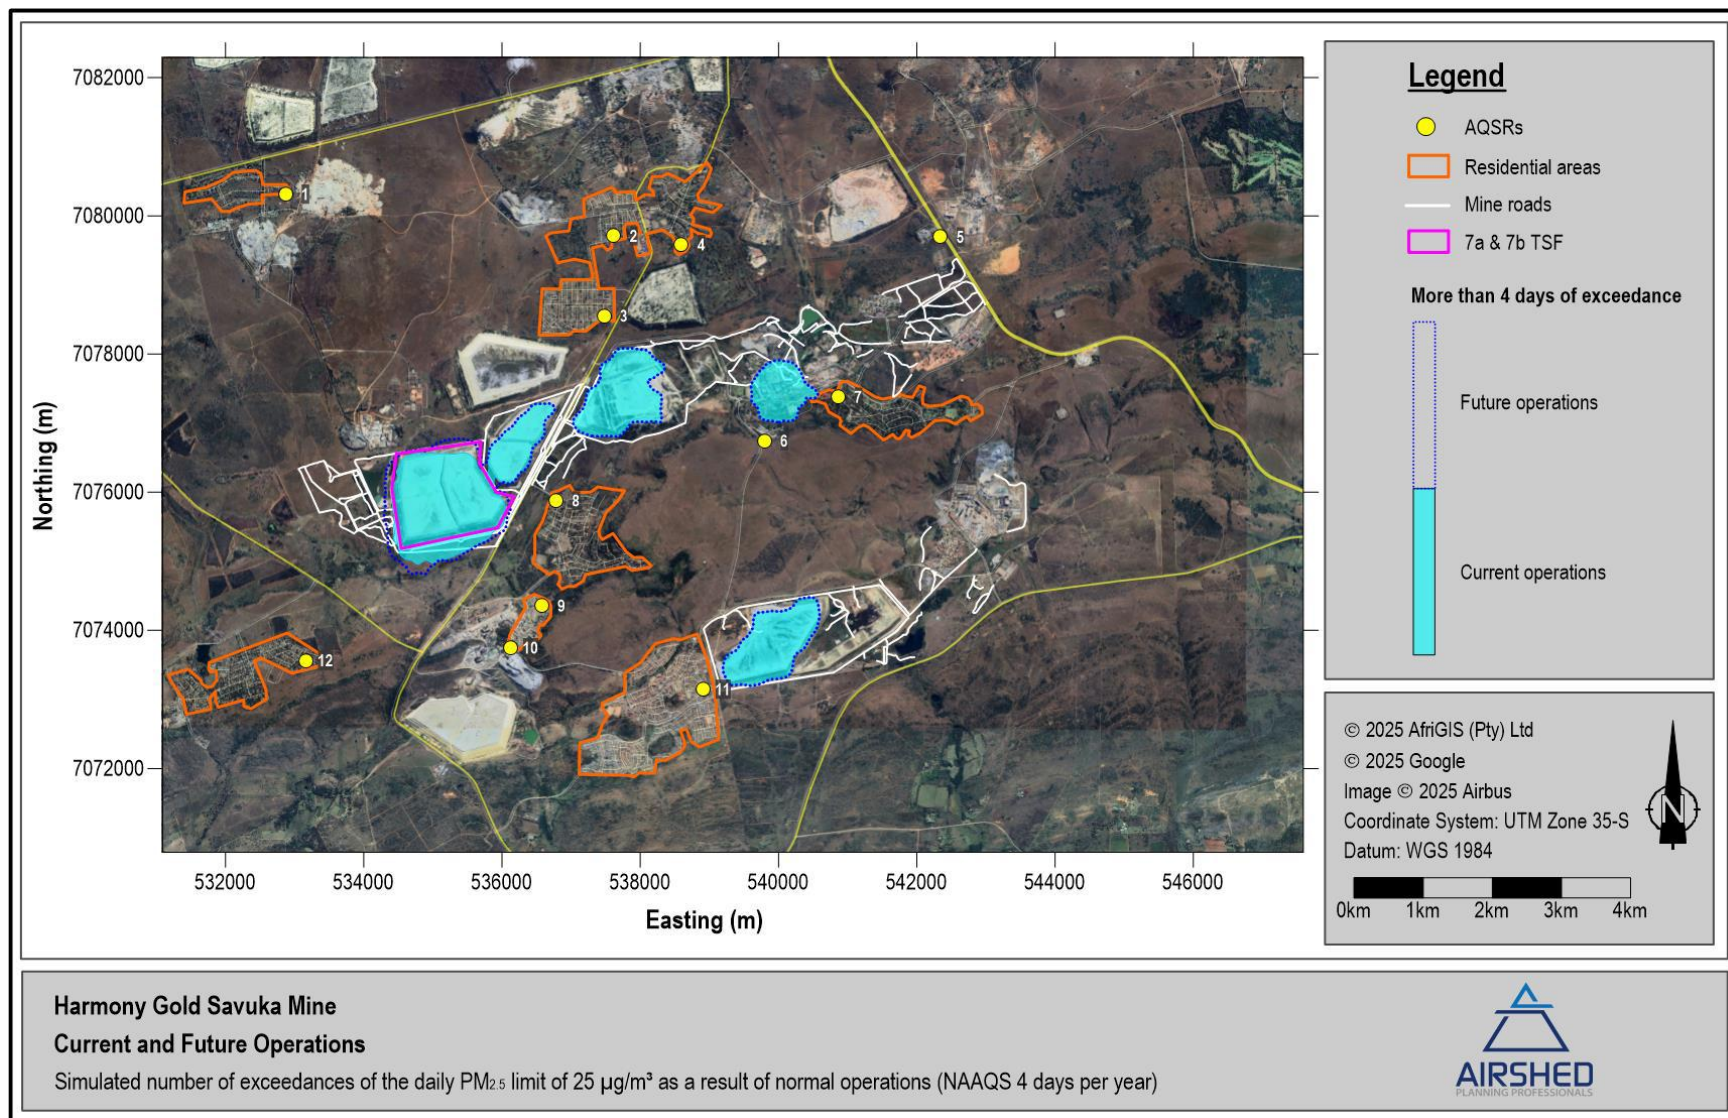 7082000
7080000
7078000
7076000
7074000
7072000
Northing (m)
1
2
3
4
5
6
7
8
9
10
11
12
532000 534000 536000 538000 540000 542000 544000 546000
Easting (m)
Legend
AQSRs
Residential areas
Mine roads
7a & 7b TSF
More than 4 days of exceedance
Future operations
Current operations
© 2025 AfriGIS (Pty) Ltd
© 2025 Google
Image © 2025 Airbus
Coordinate System: UTM Zone 35-S
Datum: WGS 1984
N
0km 1km 2km 3km 4km
Harmony Gold Savuka Mine
Current and Future Operations
Simulated number of exceedances of the daily PM2.5 limit of 25 µg/m³ as a result of normal operations (NAAQS 4 days per year)
AIRSHED
PLANNING PROFESSIONALS